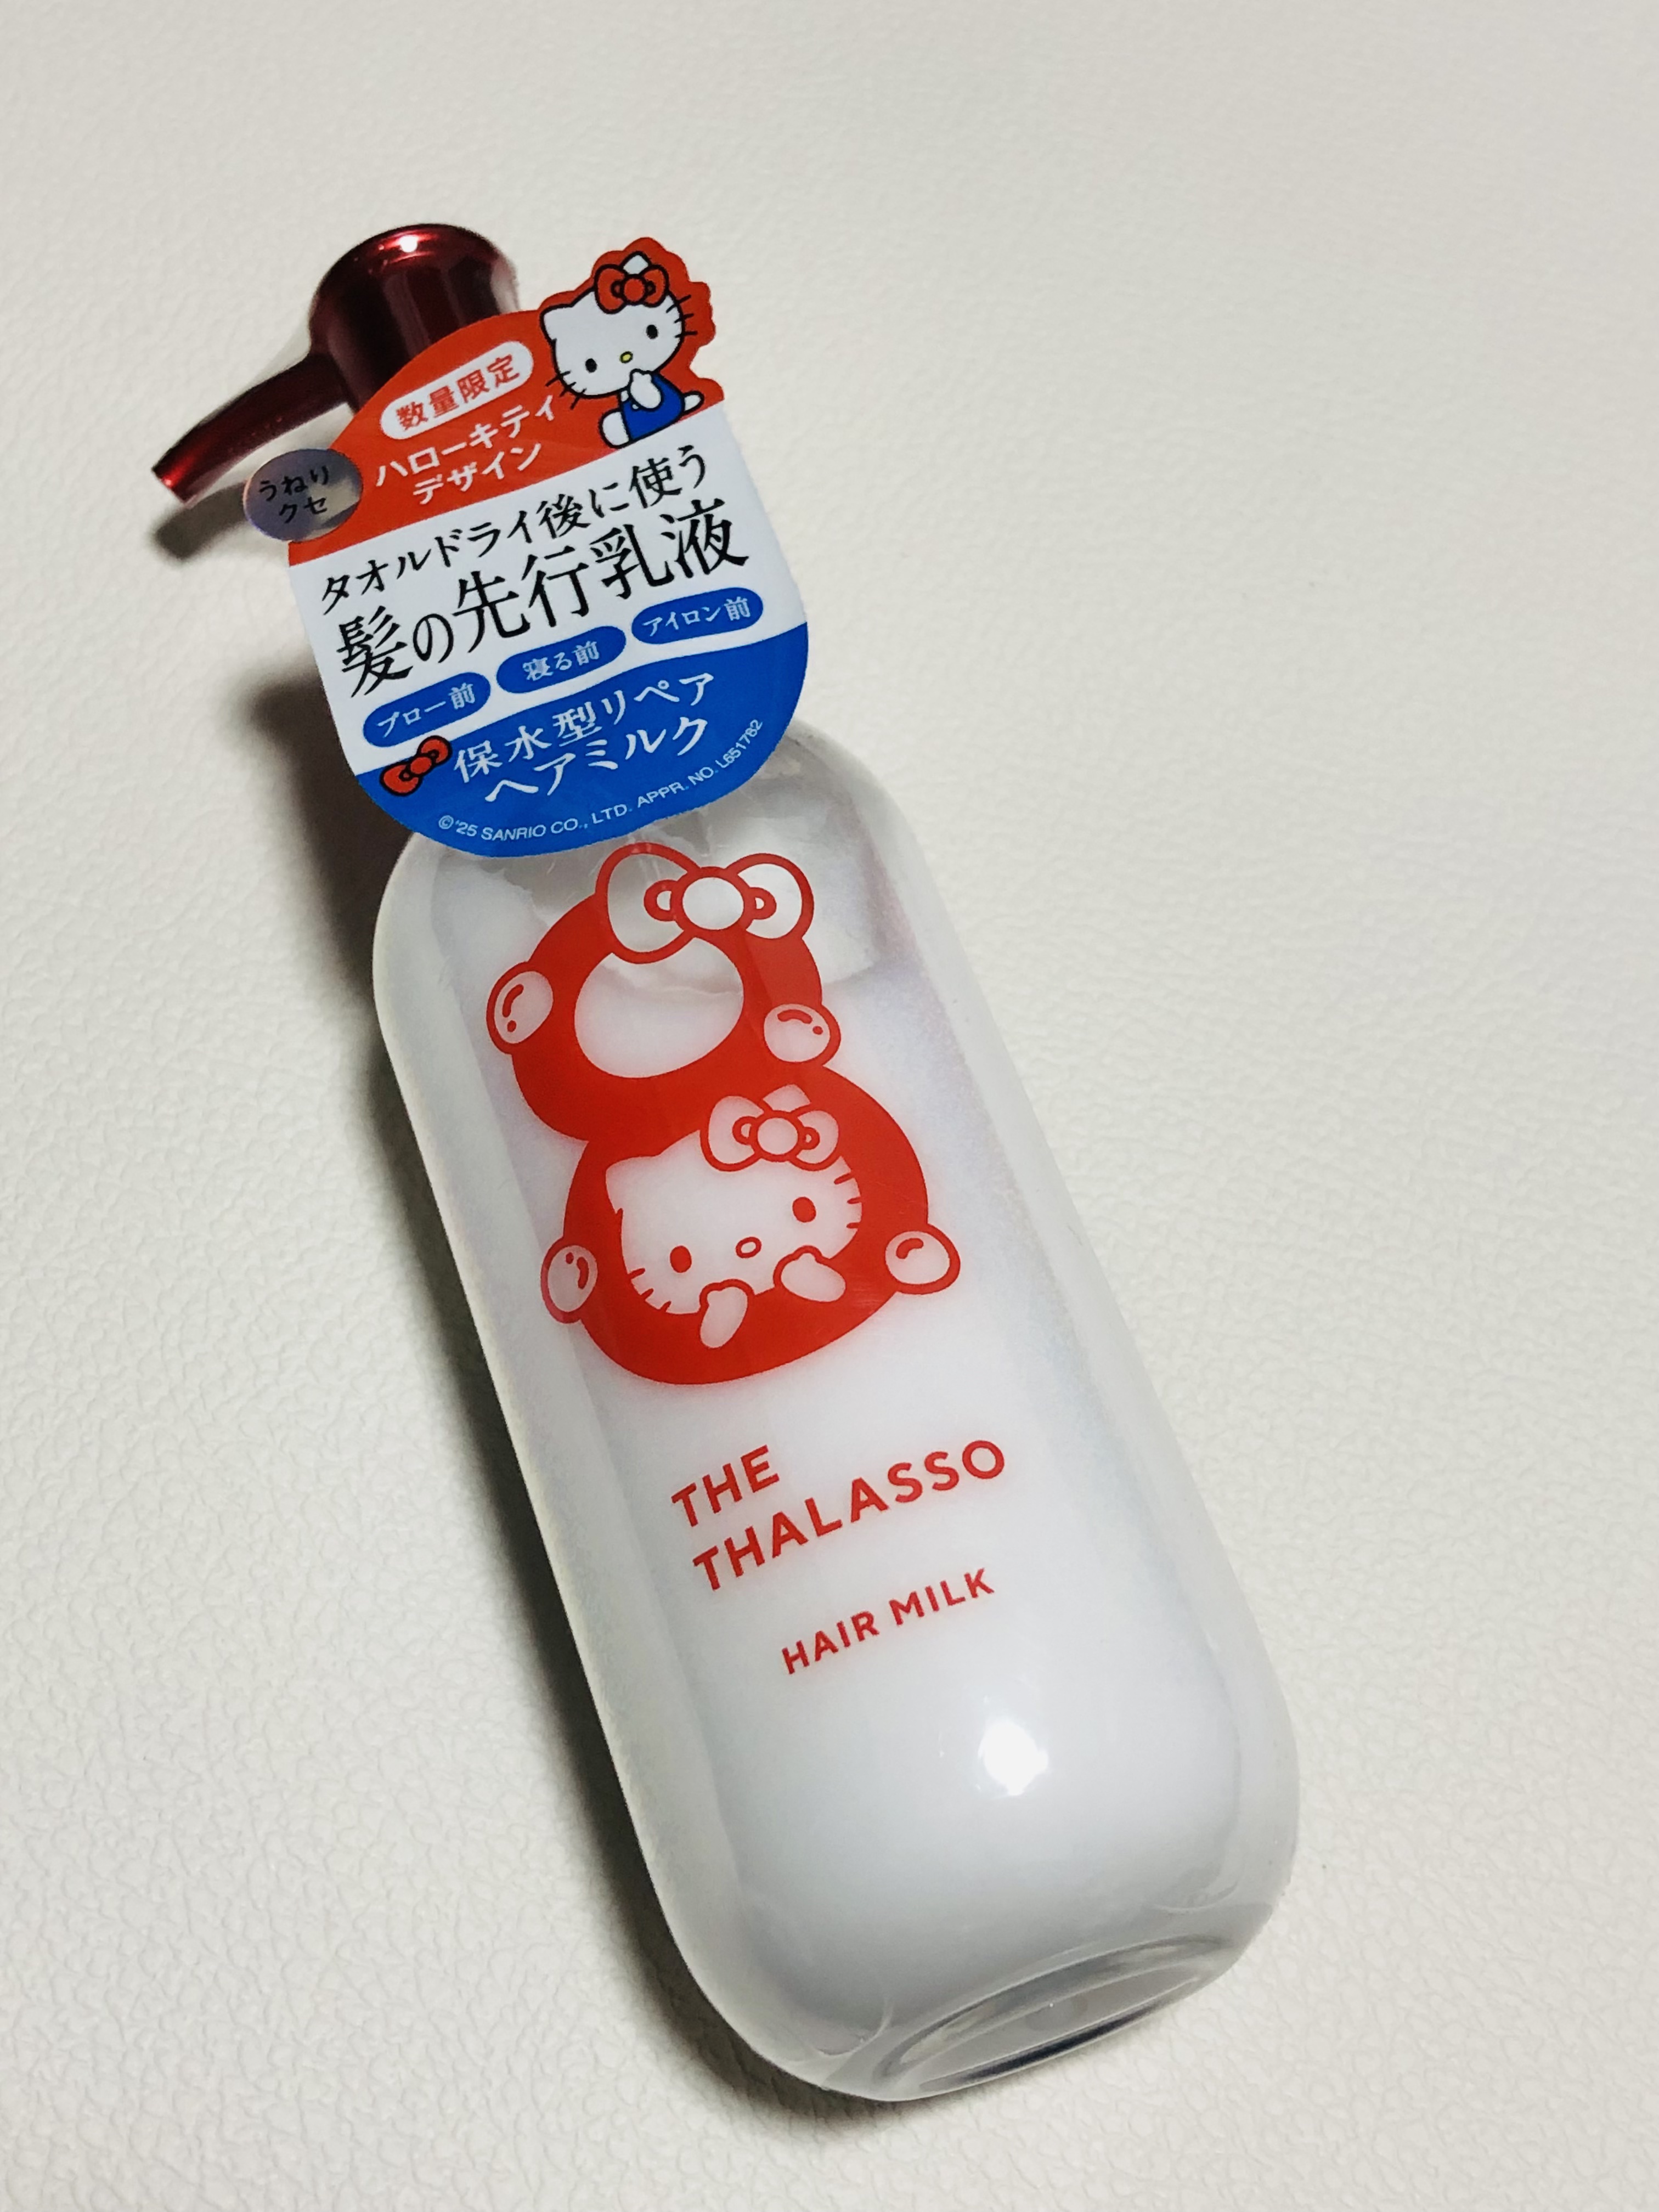 数量限定
ハローキティ
デザイン
うねり
クセ
タオルドライ後に使う
髪の先行乳液
ブロー前 寝る前 アイロン前
保水型リペア
ヘアミルク
©'25 SANRIO CO., LTD. APPR. NO. L651782
8
THE
THALASSO
HAIR MILK